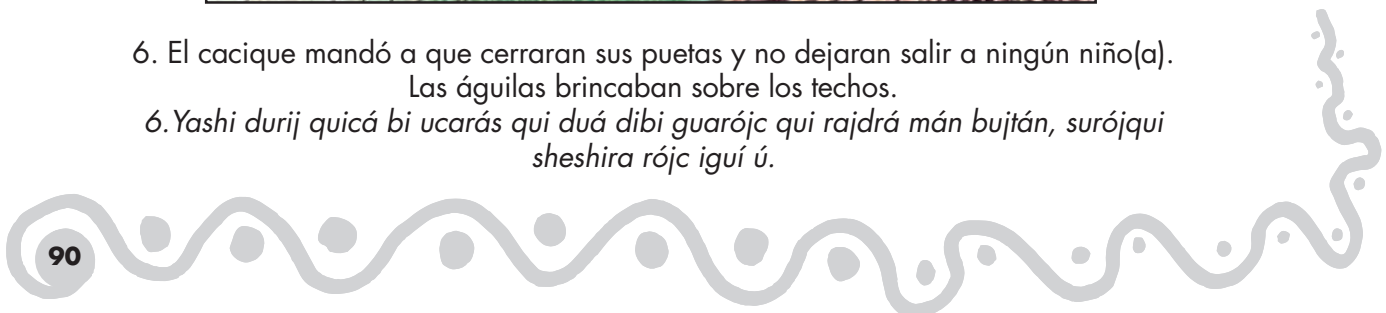 6. El cacique mandó a que cerraran sus puetas y no dejaran salir a ningún niño(a).
Las águilas brincaban sobre los techos.
6.Yashi durij quicá bi ucarás qui duá dibi guarójc qui rajdrá mán bujtán, surójqui
sheshira rójc iguí ú.
90